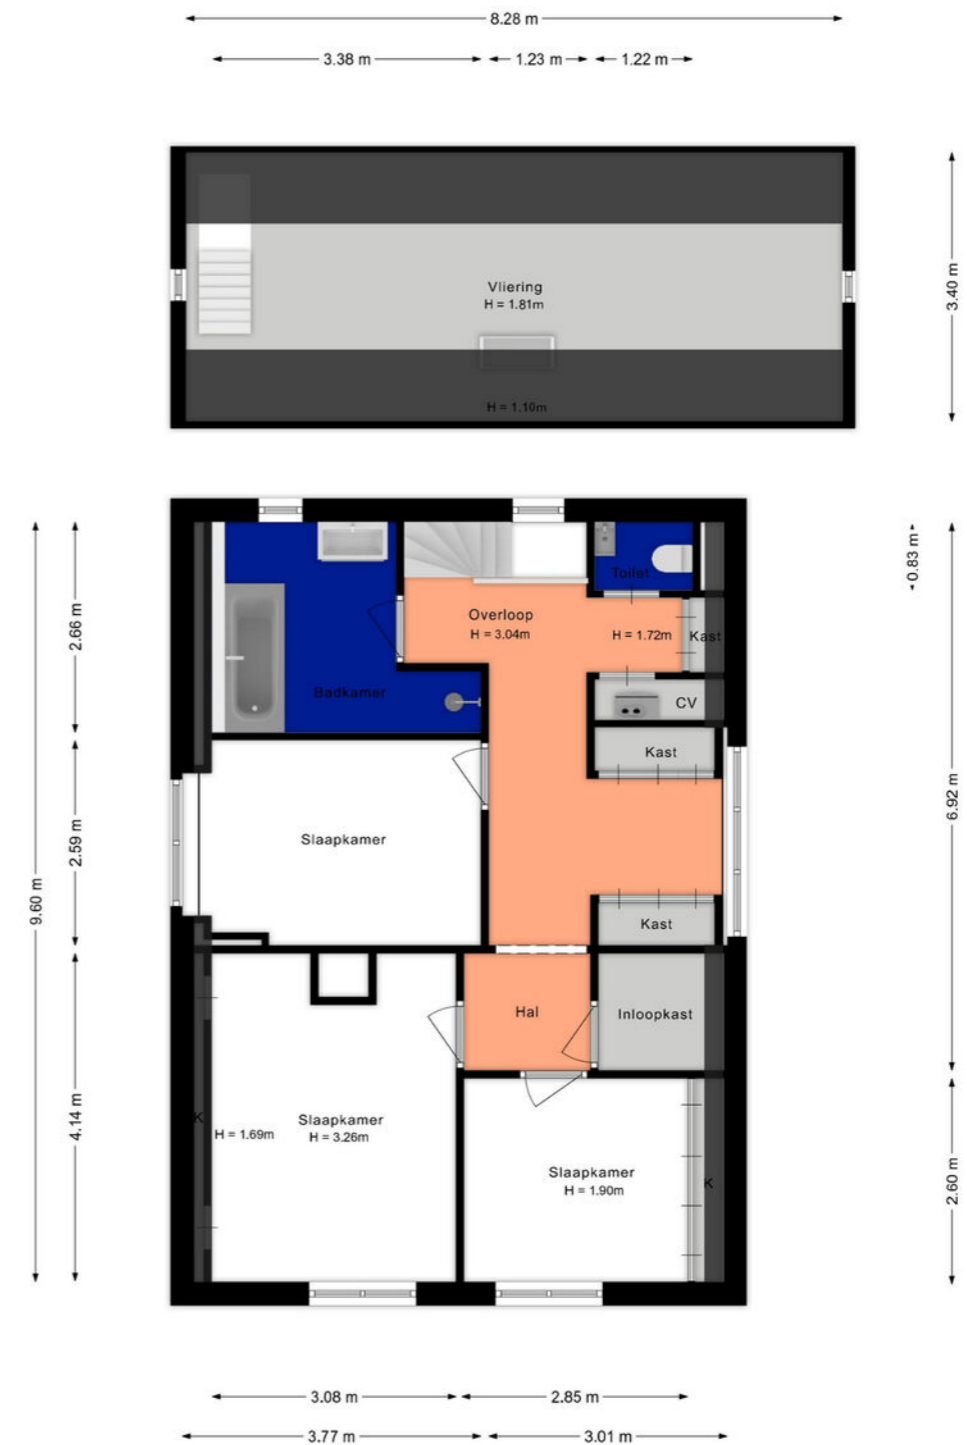 8.28 m
3.38 m
1.23 m
1.22 m
Vliering
H = 1.81m
3.40 m
H = 1.10m
0.83 m
Toilet
Overloop
H = 3.04m
H = 1.72m
Kast
2.66 m
Badkamer
CV
Kast
6.92 m
Slaapkamer
2.59 m
9.60 m
Kast
Hal
Inloopkast
K
4.14 m
Slaapkamer
H = 3.26m
H = 1.69m
Slaapkamer
H = 1.90m
K
2.60 m
3.08 m
2.85 m
3.77 m
3.01 m